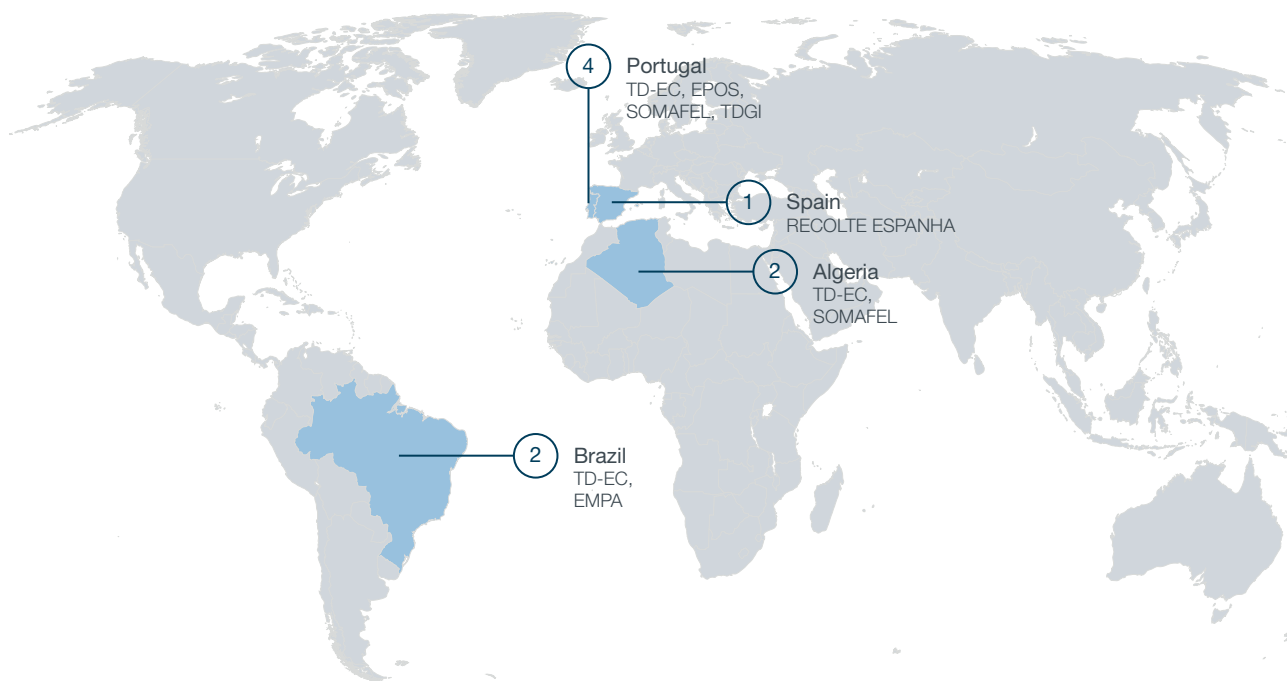 4
Portugal
TD-EC, EPOS,
SOMAFEL, TDGI
1
Spain
RECOLTE ESPANHA
2
Algeria
TD-EC,
SOMAFEL
2
Brazil
TD-EC,
EMPA